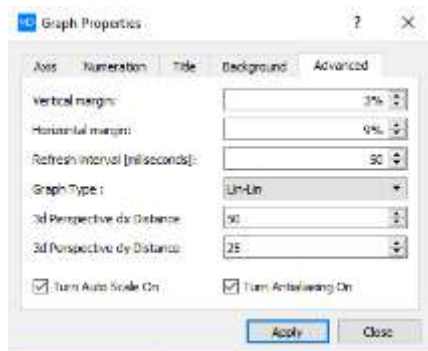 MD Graph Properties ? ×
Axis Numeration Title Background Advanced
Vertical margin: 3%
Horizontal margin: 9%
Refresh interval [miliseconds]: 50
Graph Type : Lin-Lin
3d Perspective dx Distance 50
3d Perspective dy Distance 25
Turn Auto Scale On Turn Antialiasing On
Apply Close